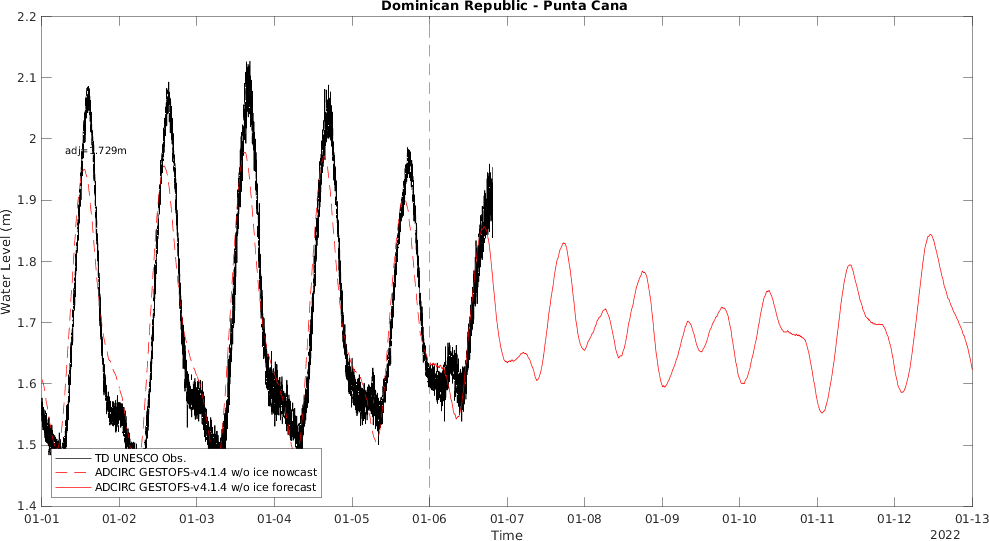 Dominican Republic - Punta Cana
2.2
2.1
2
1.9
1.8
1.7
1.6
1.5
1.4
Water Level (m)
adj=1.729m
TD UNESCO Obs.
ADCIRC GESTOFS-v4.1.4 w/o ice nowcast
ADCIRC GESTOFS-v4.1.4 w/o ice forecast
01-01 01-02 01-03 01-04 01-05 01-06 01-07 01-08 01-09 01-10 01-11 01-12 01-13
Time
2022